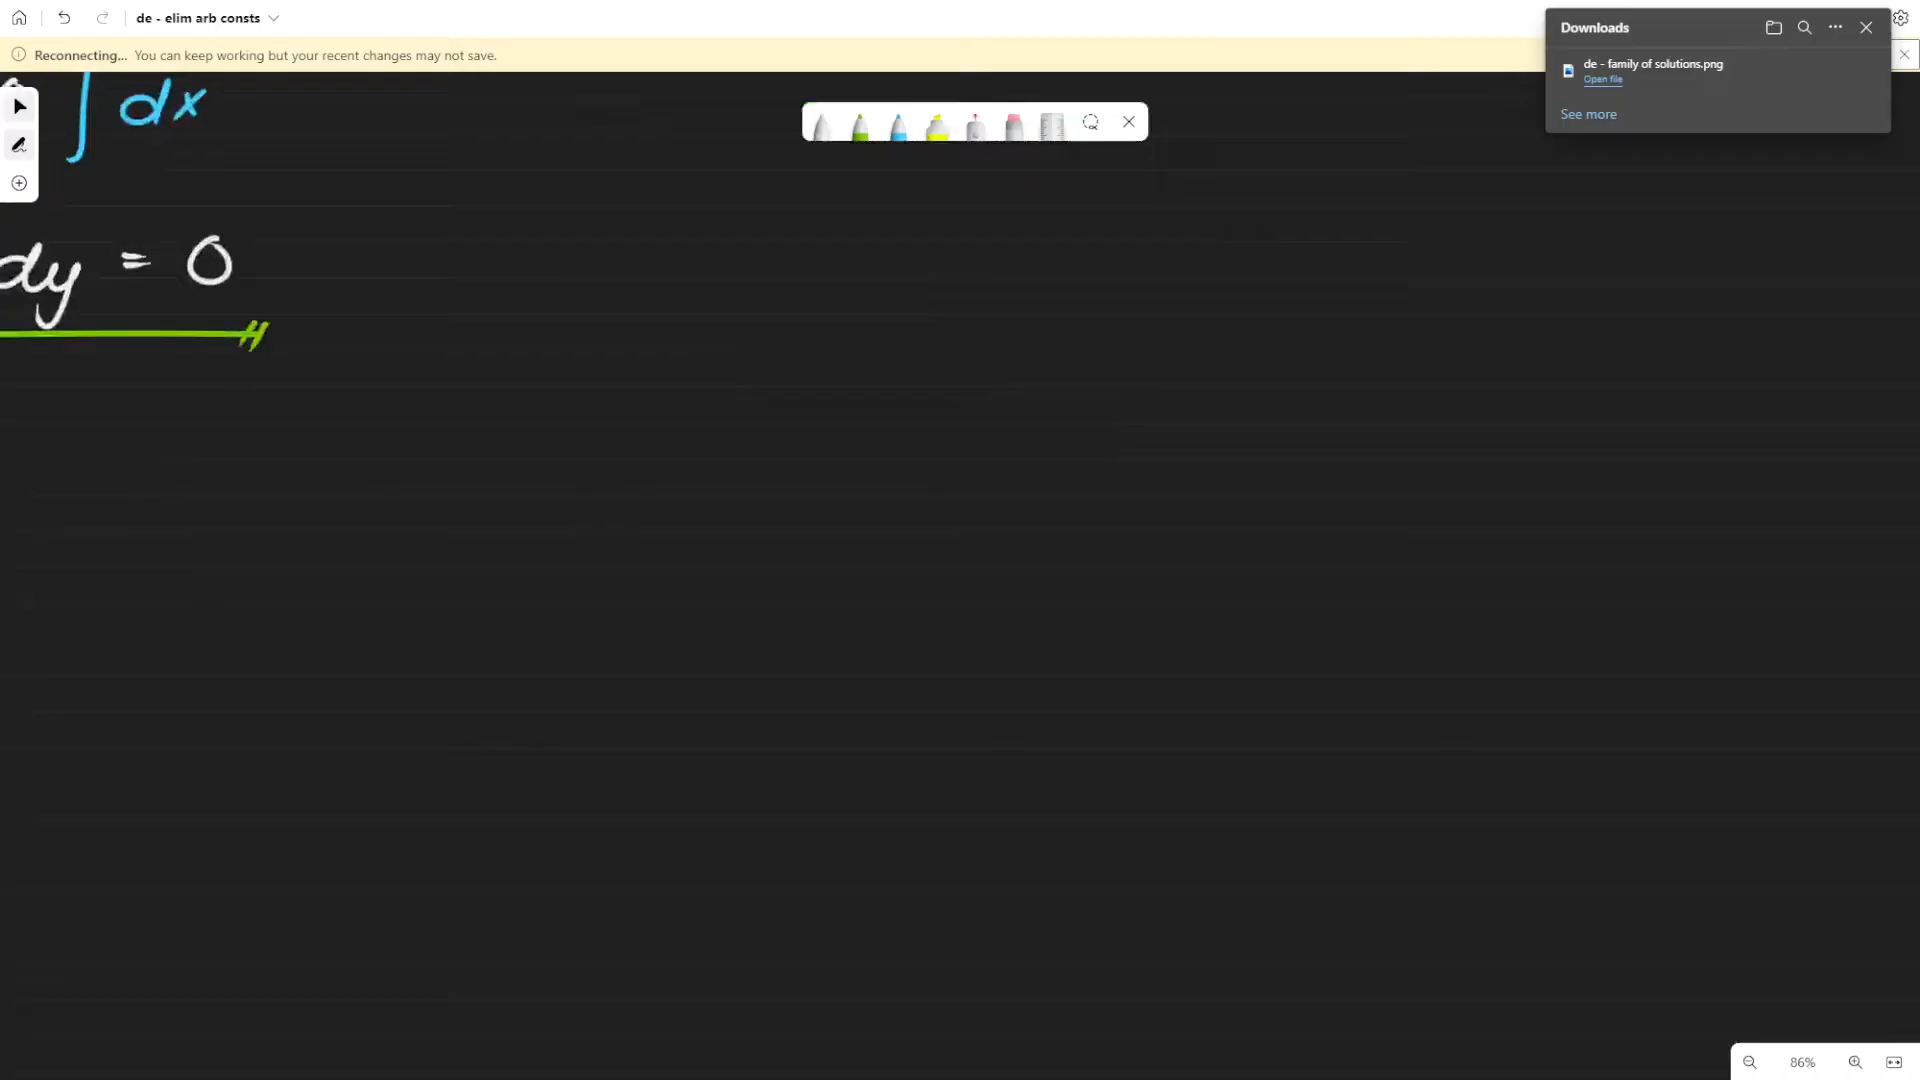 de - elim arb consts
Downloads
Reconnecting... You can keep working but your recent changes may not save.
de - family of solutions.png
Open file
See more
∫ dx
dy = 0
86%